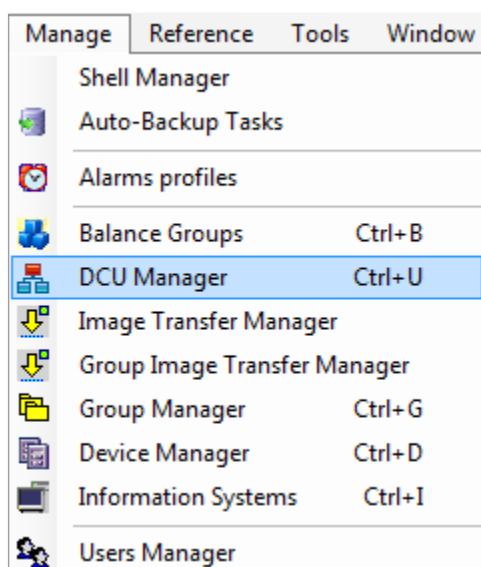 Manage Reference Tools Window
Shell Manager
Auto-Backup Tasks
Alarms profiles
Balance Groups Ctrl+B
DCU Manager Ctrl+U
Image Transfer Manager
Group Image Transfer Manager
Group Manager Ctrl+G
Device Manager Ctrl+D
Information Systems Ctrl+I
Users Manager